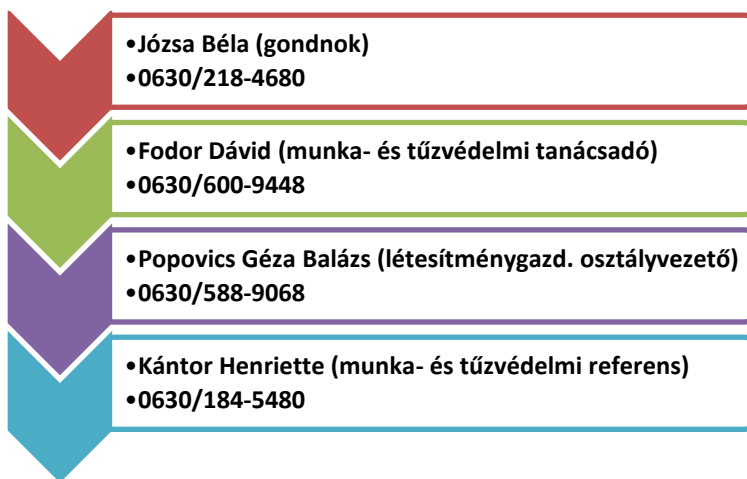 •Józsa Béla (gondnok)
•0630/218-4680
•Fodor Dávid (munka- és tűzvédelmi tanácsadó)
•0630/600-9448
•Popovics Géza Balázs (létesítménygazd. osztályvezető)
•0630/588-9068
•Kántor Henriette (munka- és tűzvédelmi referens)
•0630/184-5480